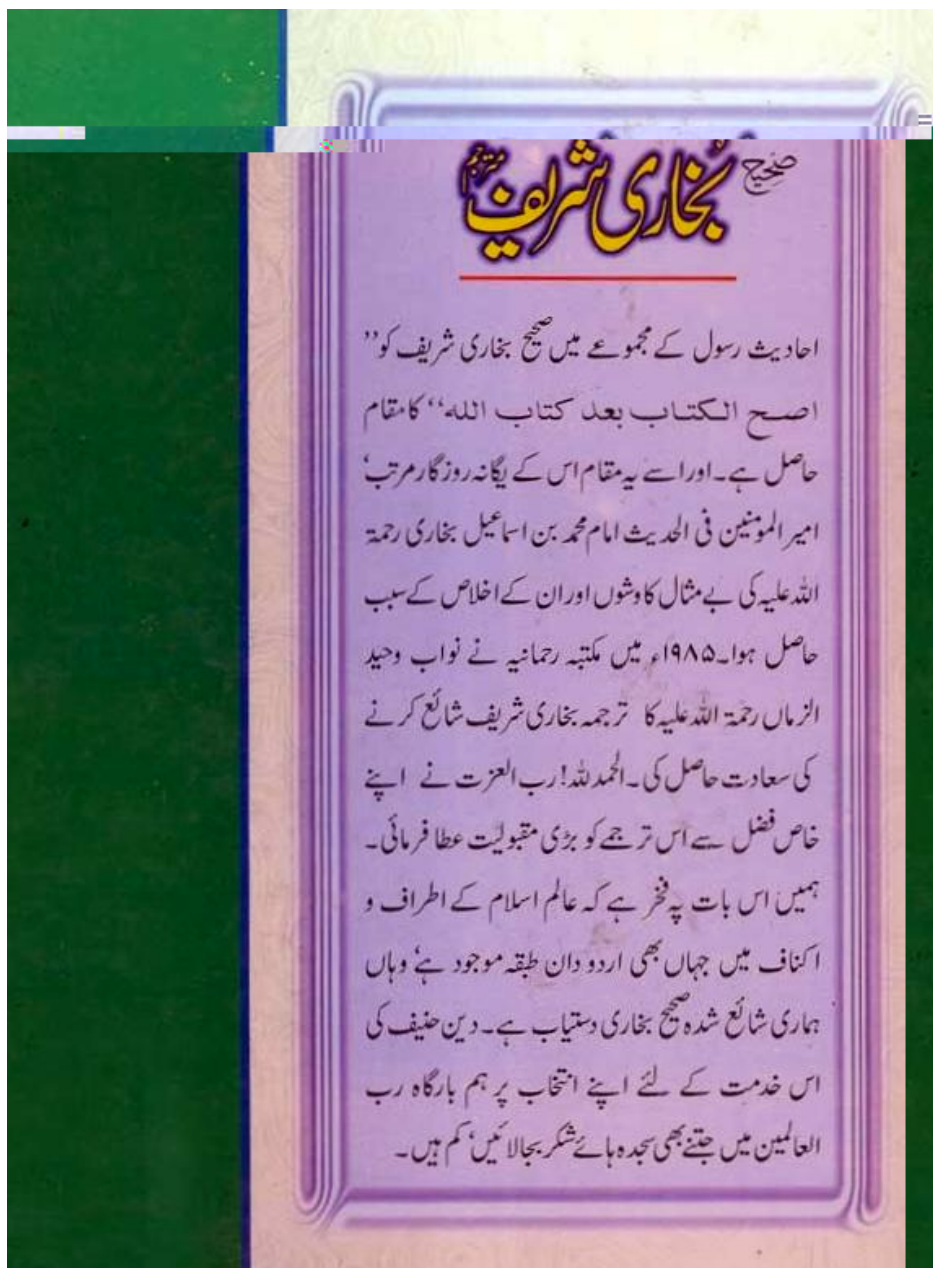 صحیح بخاری شریف مترجم
احادیث رسول کے مجموعے میں صحیح بخاری شریف کو ’’
اصح الکتاب بعد کتاب اللہ‘‘ کا مقام
حاصل ہے۔ اور اسے یہ مقام اس کے یگانہ روزگار مرتب‘
امیر المومنین فی الحدیث امام محمد بن اسماعیل بخاری رحمۃ
اللہ علیہ کی بے مثال کاوشوں اور ان کے اخلاص کے سبب
حاصل ہوا۔ ۱۹۸۵ء میں مکتبہ رحمانیہ نے نواب وحید
الزماں رحمۃ اللہ علیہ کا ترجمہ بخاری شریف شائع کرنے
کی سعادت حاصل کی۔ الحمدللہ! رب العزت نے اپنے
خاص فضل سے اس ترجمے کو بڑی مقبولیت عطا فرمائی۔
ہمیں اس بات پہ فخر ہے کہ عالم اسلام کے اطراف و
اکناف میں جہاں بھی اردو دان طبقہ موجود ہے‘ وہاں
ہماری شائع شدہ صحیح بخاری دستیاب ہے۔ دین حنیف کی
اس خدمت کے لئے اپنے انتخاب پر ہم بارگاہ رب
العالمین میں جتنے بھی سجدہ ہائے شکر بجالائیں‘ کم ہیں۔